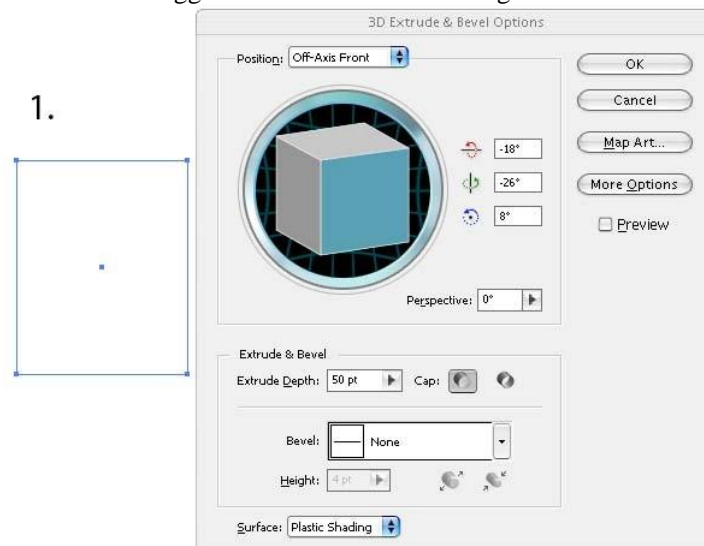 3D Extrude & Bevel Options
Position: Off-Axis Front
OK
Cancel
1.
Map Art...
-18°
-26°
More Options
8°
Preview
Perspective: 0°
Extrude & Bevel
Extrude Depth: 50 pt Cap:
Bevel: None
Height: 4 pt
Surface: Plastic Shading